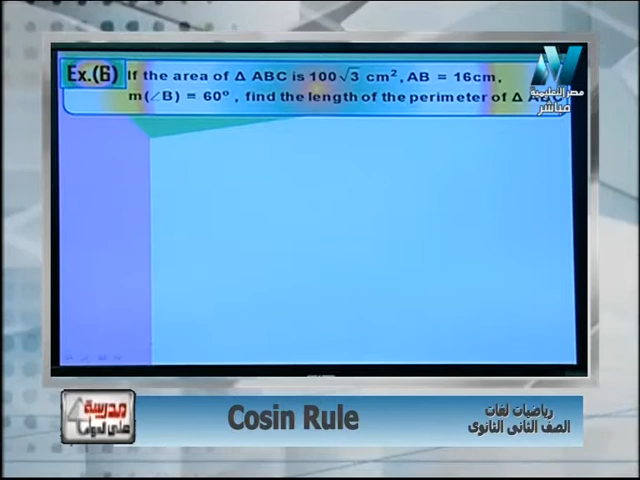 Ex.(6) If the area of Δ ABC is 100√3 cm², AB = 16cm,
m(∠B) = 60º , find the length of the perimeter of Δ
مصر التعليمية
مباشر
مدرسة
على الهواء
Cosin Rule
رياضيات لغات
الصف الثانى الثانوى